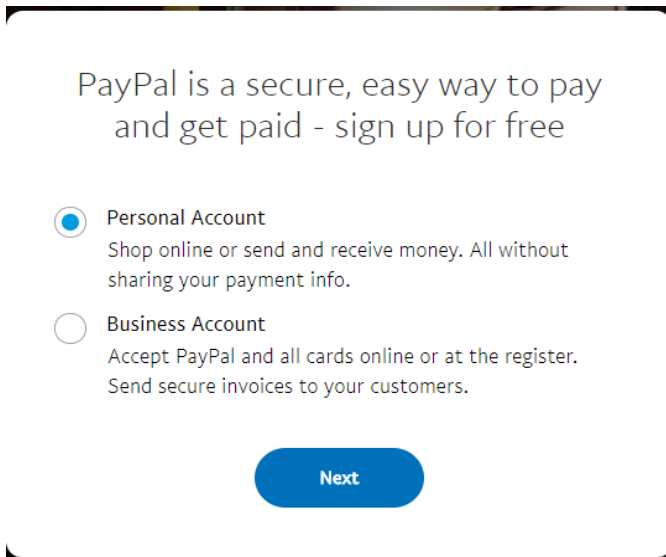 PayPal is a secure, easy way to pay
and get paid - sign up for free
Personal Account
Shop online or send and receive money. All without
sharing your payment info.
Business Account
Accept PayPal and all cards online or at the register.
Send secure invoices to your customers.
Next